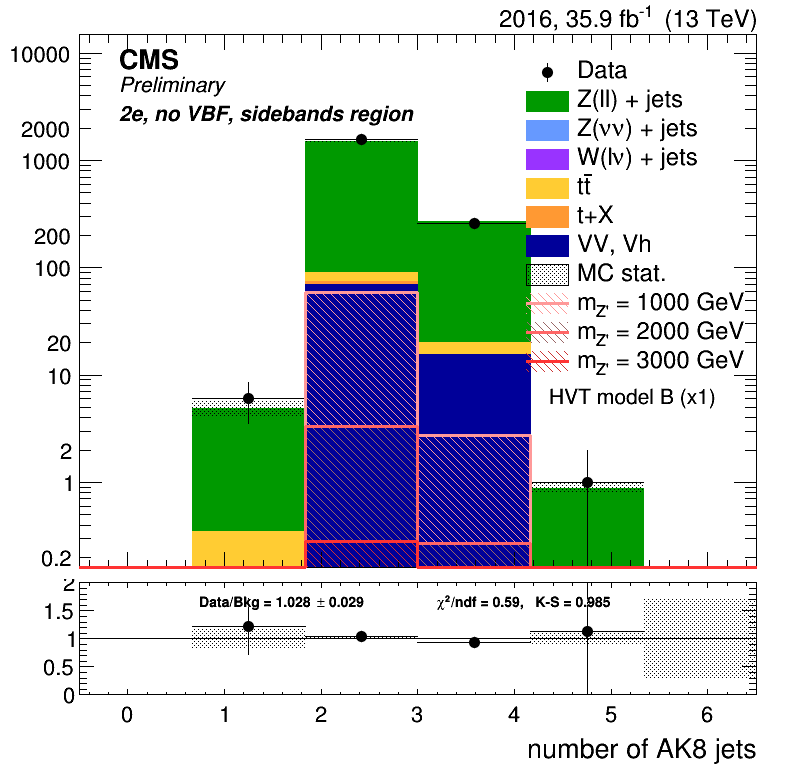 2016, 35.9 fb⁻¹ (13 TeV)
CMS
Preliminary
2e, no VBF, sidebands region
Data
Z(ll) + jets
Z(νν) + jets
W(lν) + jets
tt̄
t+X
VV, Vh
MC stat.
m_Z' = 1000 GeV
m_Z' = 2000 GeV
m_Z' = 3000 GeV
HVT model B (x1)
10000
2000
1000
200
100
20
10
2
1
0.2
Data/Bkg = 1.028 ± 0.029
χ²/ndf = 0.59, K-S = 0.985
2
1.5
1
0.5
0
0 1 2 3 4 5 6
number of AK8 jets